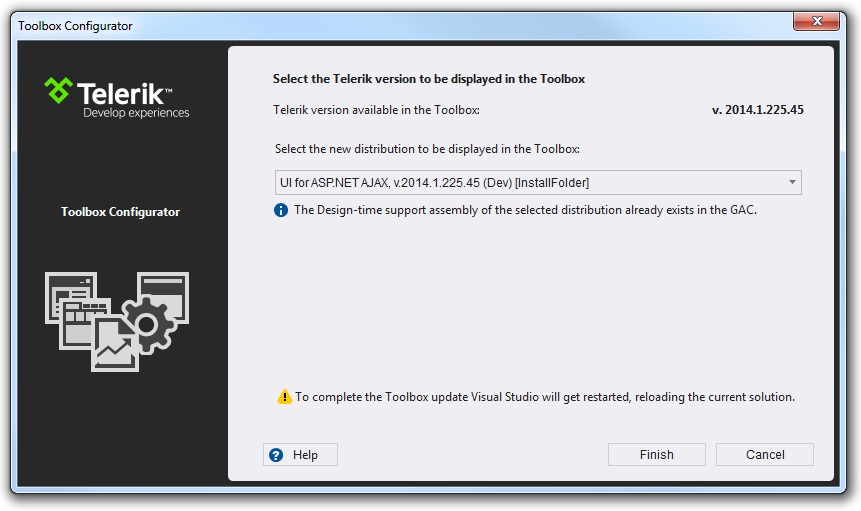 Toolbox Configurator
Telerik™
Develop experiences
Toolbox Configurator
Select the Telerik version to be displayed in the Toolbox
Telerik version available in the Toolbox: v. 2014.1.225.45
Select the new distribution to be displayed in the Toolbox:
UI for ASP.NET AJAX, v.2014.1.225.45 (Dev) [InstallFolder]
The Design-time support assembly of the selected distribution already exists in the GAC.
To complete the Toolbox update Visual Studio will get restarted, reloading the current solution.
Help Finish Cancel